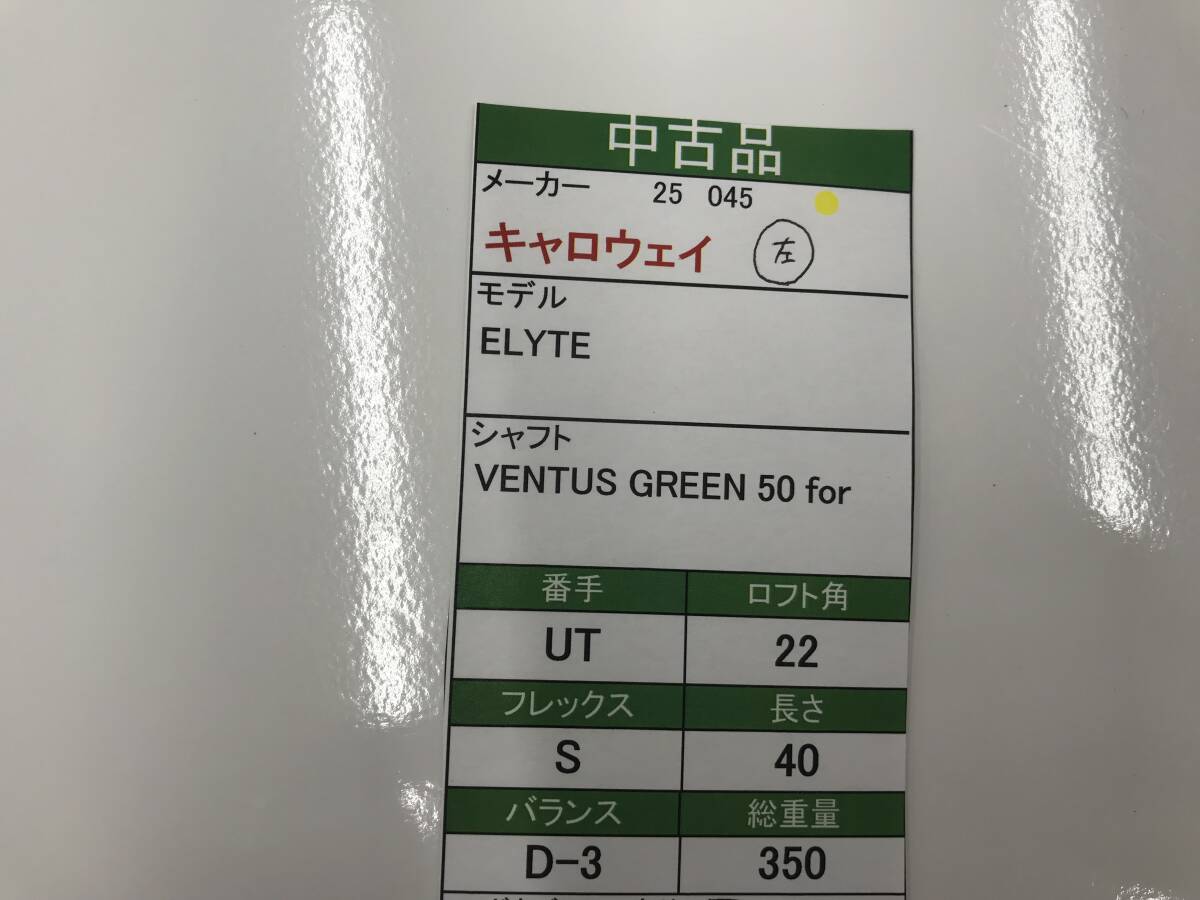 中古品
メーカー 25 045
キャロウェイ 左
モデル
ELYTE
シャフト
VENTUS GREEN 50 for
番手 ロフト角
UT 22
フレックス 長さ
S 40
バランス 総重量
D-3 350